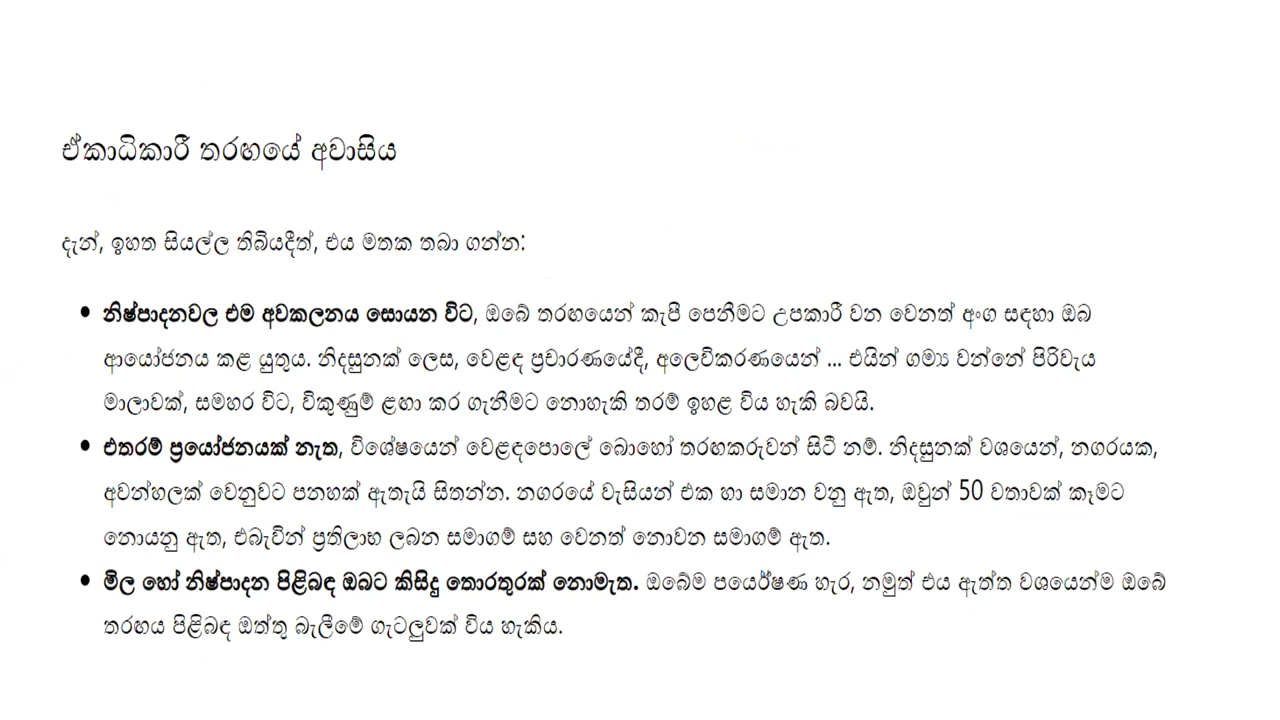 ඒකාධිකාරී තරඟයේ අවාසිය
දැන්, ඉහත සියල්ල තිබියදීත්, එය මතක තබා ගන්න:
• නිෂ්පාදනවල එම අවකලනය සොයන විට, ඔබේ තරඟයෙන් කැපී පෙනීමට උපකාරී වන වෙනත් අංග සඳහා ඔබ
ආයෝජනය කළ යුතුය. නිදසුනක් ලෙස, වෙළඳ ප්‍රචාරණයේදී, අලෙවිකරණයෙන් ... එයින් ගම්‍ය වන්නේ පිරිවැය
මාලාවක්, සමහර විට, විකුණුම් ළඟා කර ගැනීමට නොහැකි තරම් ඉහළ විය හැකි බවයි.
• එතරම් ප්‍රයෝජනයක් නැත, විශේෂයෙන් වෙළඳපොලේ බොහෝ තරඟකරුවන් සිටී නම්. නිදසුනක් වශයෙන්, නගරයක,
අවන්හලක් වෙනුවට පනහක් ඇතැයි සිතන්න. නගරයේ වැසියන් එක හා සමාන වනු ඇත, ඔවුන් 50 වතාවක් කෑමට
නොයනු ඇත, එබැවින් ප්‍රතිලාභ ලබන සමාගම් සහ වෙනත් නොවන සමාගම් ඇත.
• මිල හෝ නිෂ්පාදන පිළිබඳ ඔබට කිසිදු තොරතුරක් නොමැත. ඔබේම පර්යේෂණ හැර, නමුත් එය ඇත්ත වශයෙන්ම ඔබේ
තරඟය පිළිබඳ ඔත්තු බැලීමේ ගැටලුවක් විය හැකිය.